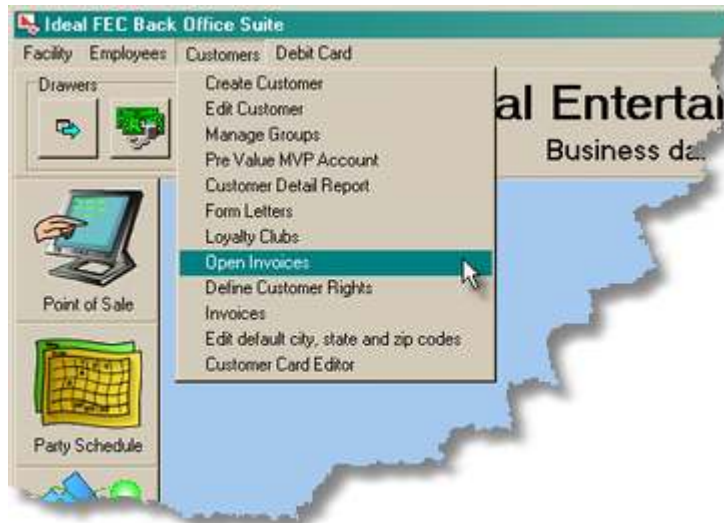 Ideal FEC Back Office Suite
Facility Employees Customers Debit Card
Drawers
Create Customer
Edit Customer
Manage Groups
Pre Value MVP Account
Customer Detail Report
Form Letters
Loyalty Clubs
Open Invoices
Define Customer Rights
Invoices
Edit default city, state and zip codes
Customer Card Editor
al Enterta
Business da
Point of Sale
Party Schedule